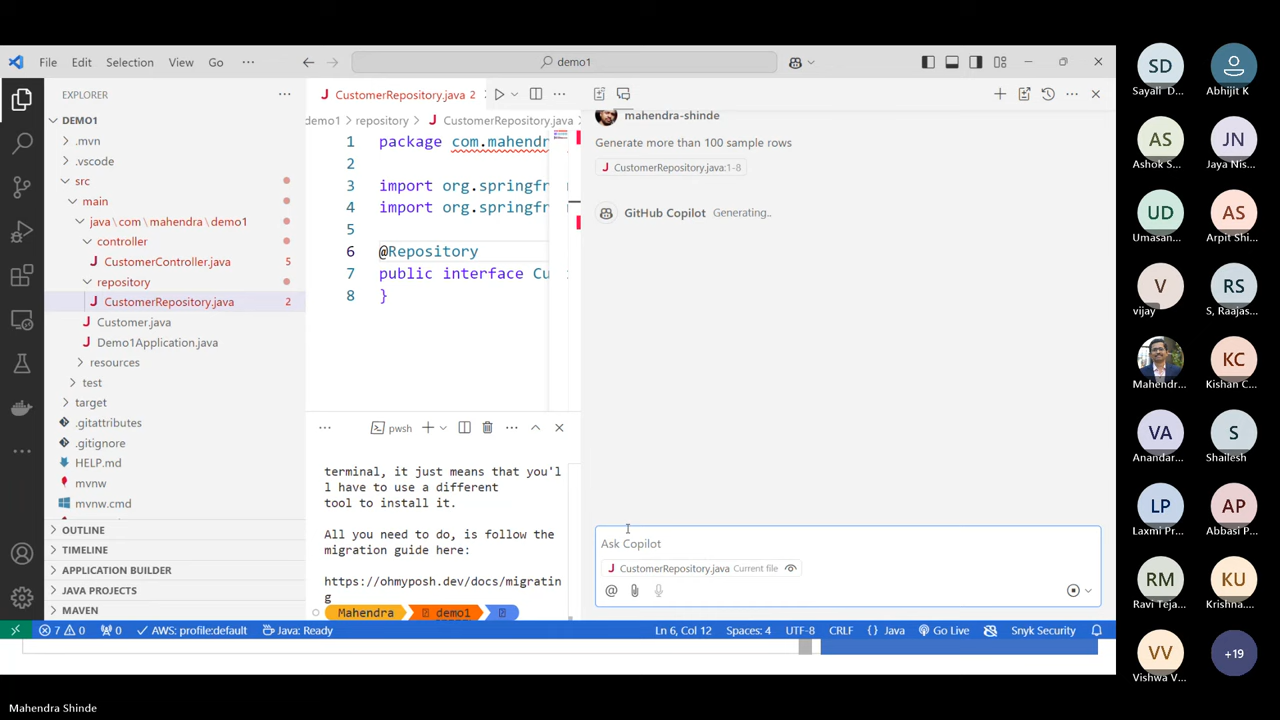 File Edit Selection View Go ··· demo1
EXPLORER ···
DEMO1
.mvn
.vscode
src
main
java\com\mahendra\demo1
controller
CustomerController.java 5
repository
CustomerRepository.java 2
Customer.java
Demo1Application.java
resources
test
target
.gitattributes
.gitignore
HELP.md
mvnw
mvnw.cmd
OUTLINE
TIMELINE
APPLICATION BUILDER
JAVA PROJECTS
MAVEN
CustomerRepository.java 2
demo1 > repository > CustomerRepository.java
1 package com.mahendr
2
3 import org.springfr
4 import org.springfr
5
6 @Repository
7 public interface Cu
8 }
··· pwsh ···
terminal, it just means that you'l
l have to use a different
tool to install it.
All you need to do, is follow the
migration guide here:
https://ohmyposh.dev/docs/migratin
g
Mahendra demo1
mahendra-shinde
Generate more than 100 sample rows
CustomerRepository.java:1-8
GitHub Copilot Generating..
Ask Copilot
CustomerRepository.java Current file
@
7 0 0 AWS: profile:default Java: Ready Ln 6, Col 12 Spaces: 4 UTF-8 CRLF {} Java Go Live Snyk Security
SD
Sayali D...
Abhijit K
AS
Ashok S...
JN
Jaya Nis...
UD
Umasan...
AS
Arpit Shi...
V
vijay
RS
S, Raajas...
Mahendr...
KC
Kishan C...
VA
Anandar...
S
Shailesh
LP
Laxmi Pr...
AP
Abbasi P...
RM
Ravi Teja...
KU
Krishna...
VV
Vishwa V...
+19
Mahendra Shinde